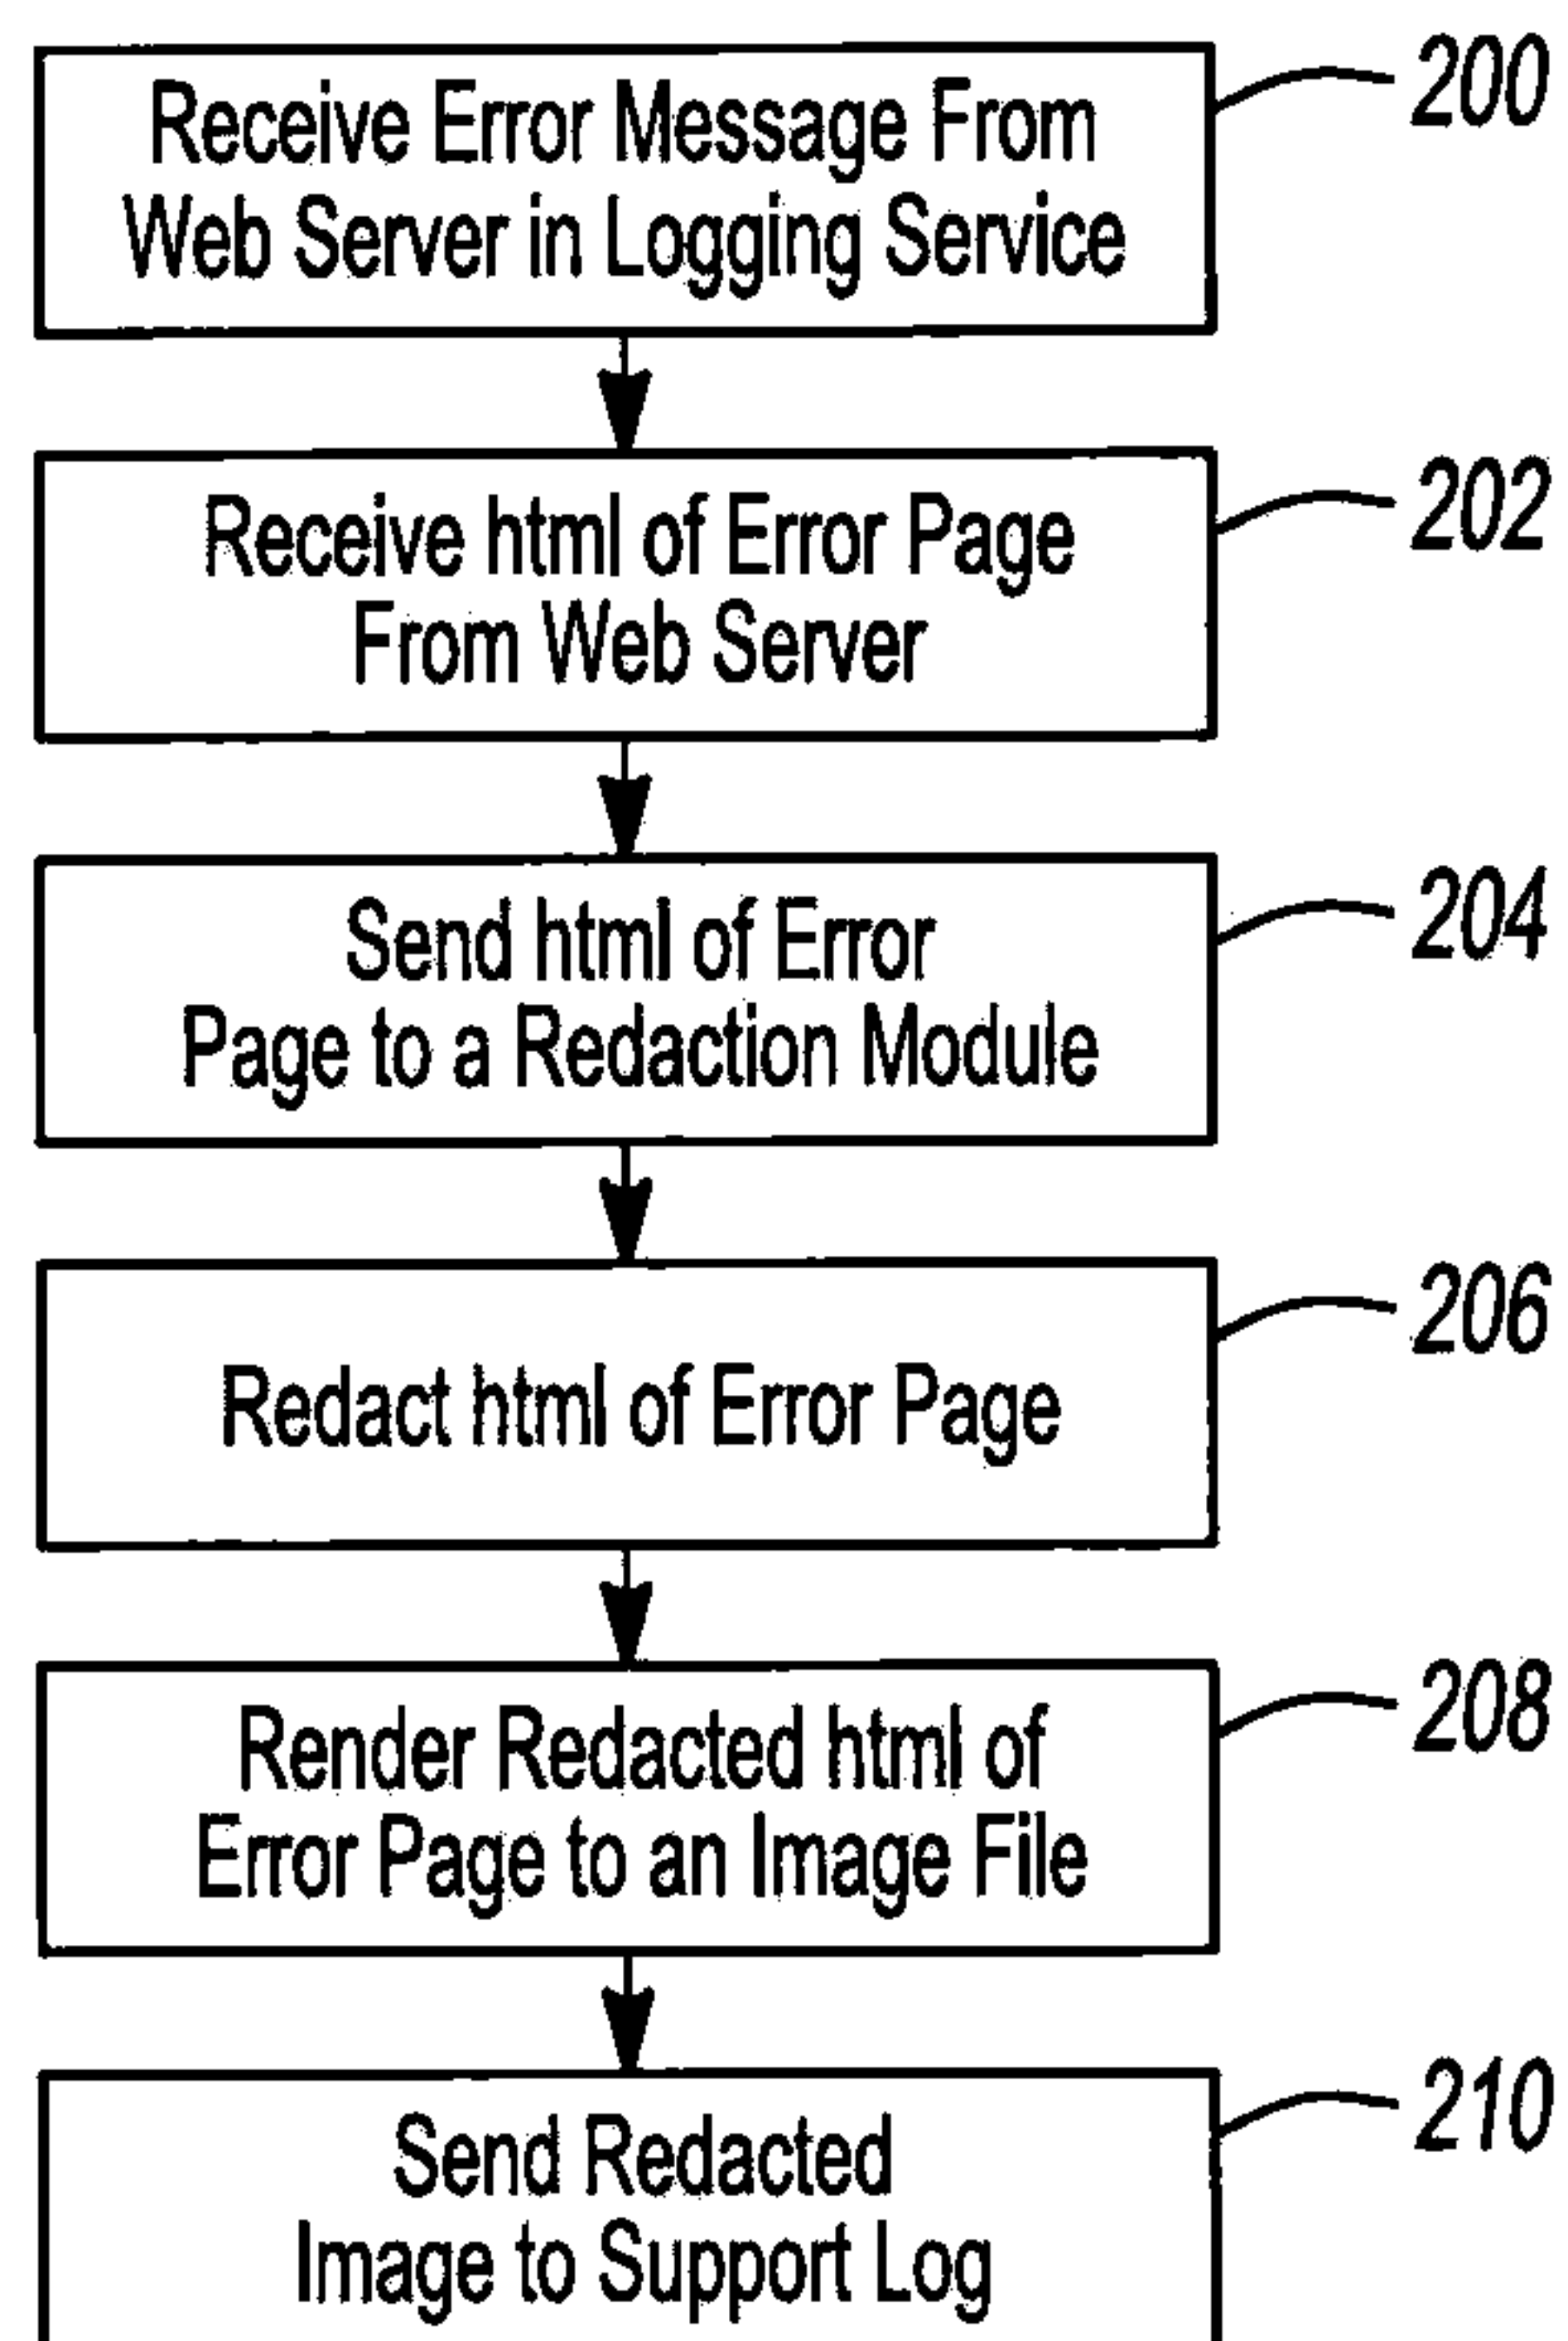 Receive Error Message From
Web Server in Logging Service
200
Receive html of Error Page
From Web Server
202
Send html of Error
Page to a Redaction Module
204
Redact html of Error Page
206
Render Redacted html of
Error Page to an Image File
208
Send Redacted
Image to Support Log
210